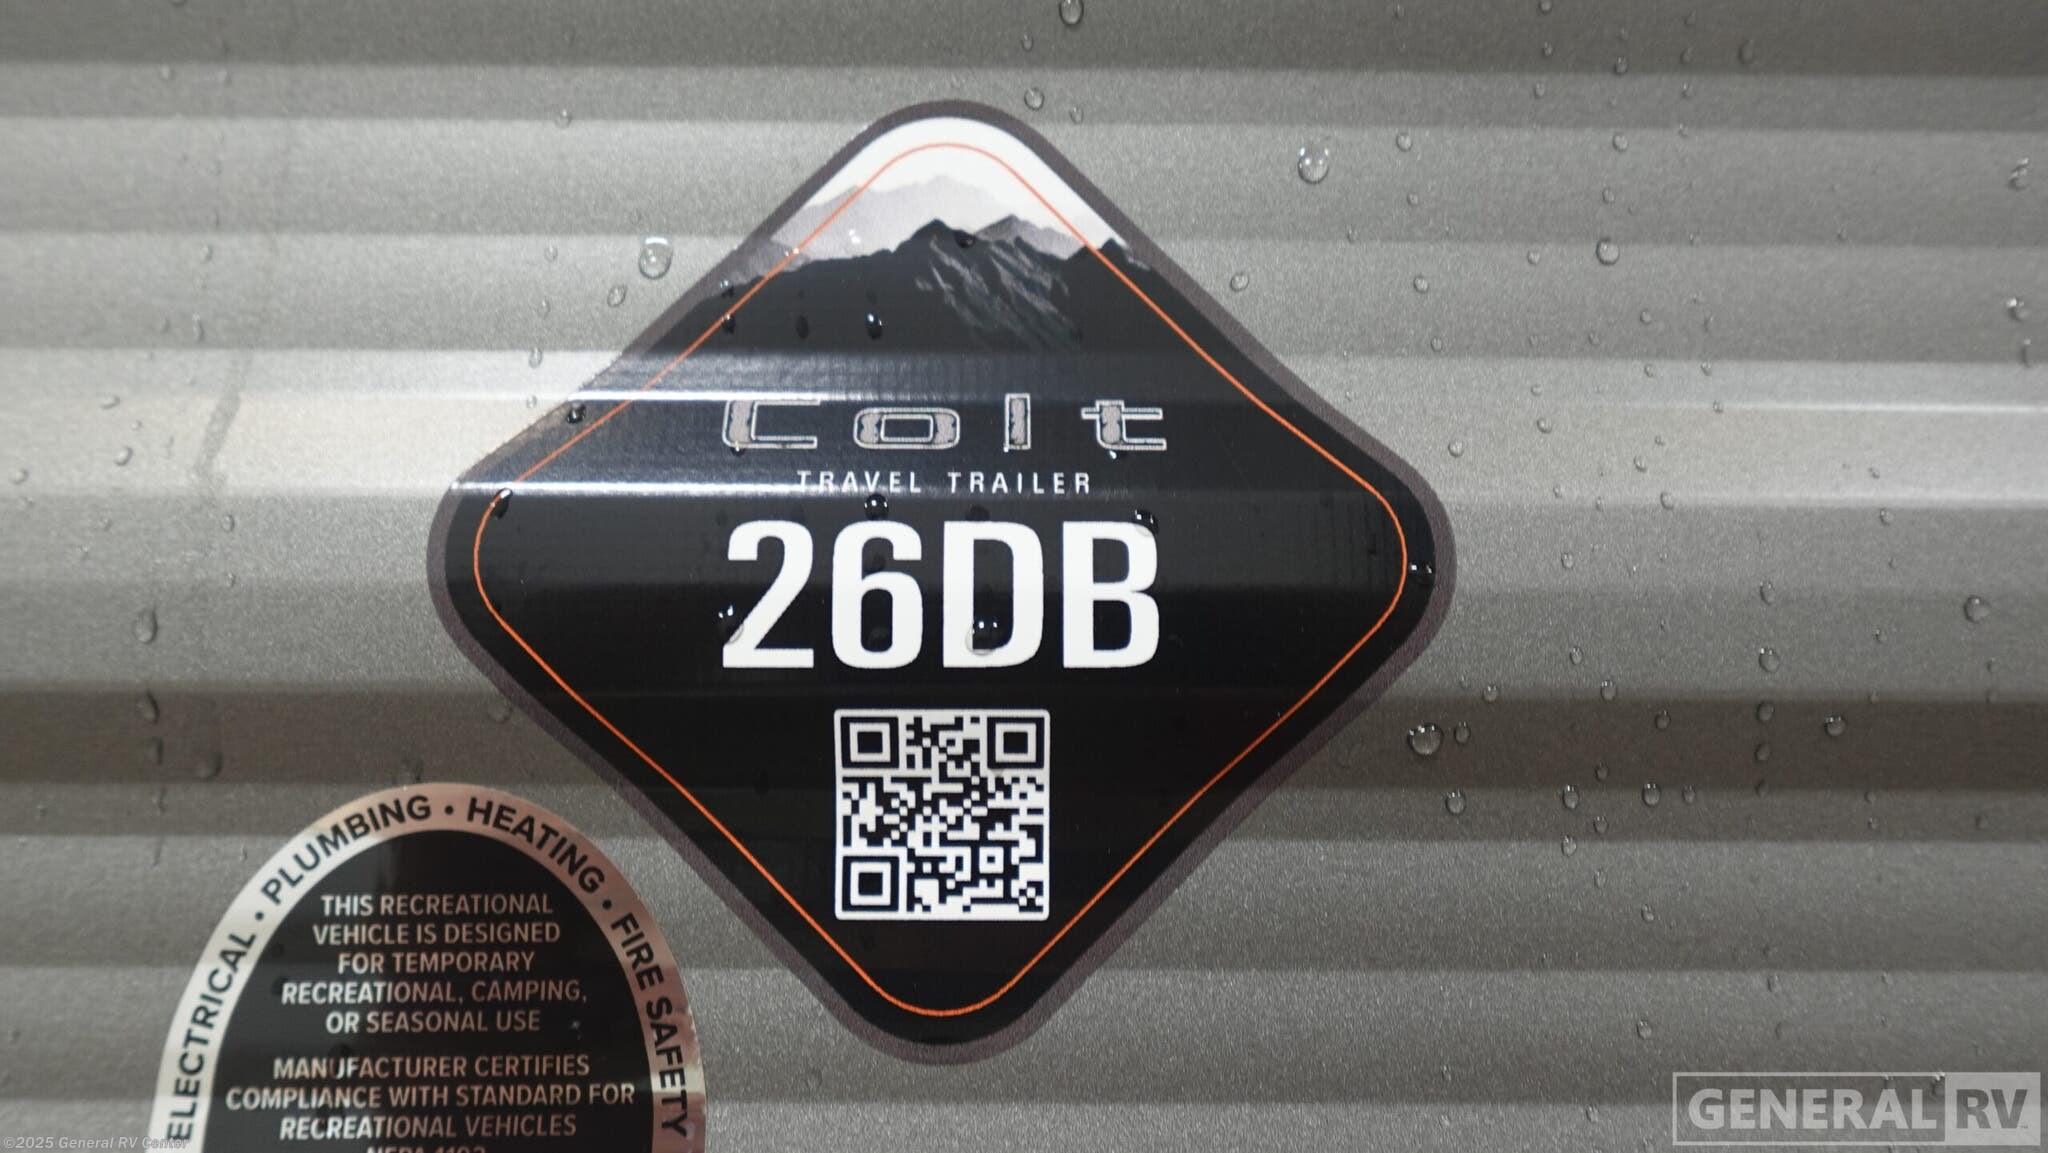 Colt
TRAVEL TRAILER
26DB
ELECTRICAL • PLUMBING • HEATING • FIRE SAFETY
THIS RECREATIONAL
VEHICLE IS DESIGNED
FOR TEMPORARY
RECREATIONAL, CAMPING,
OR SEASONAL USE
MANUFACTURER CERTIFIES
COMPLIANCE WITH STANDARD FOR
RECREATIONAL VEHICLES
©2025 General RV Center
GENERAL RV